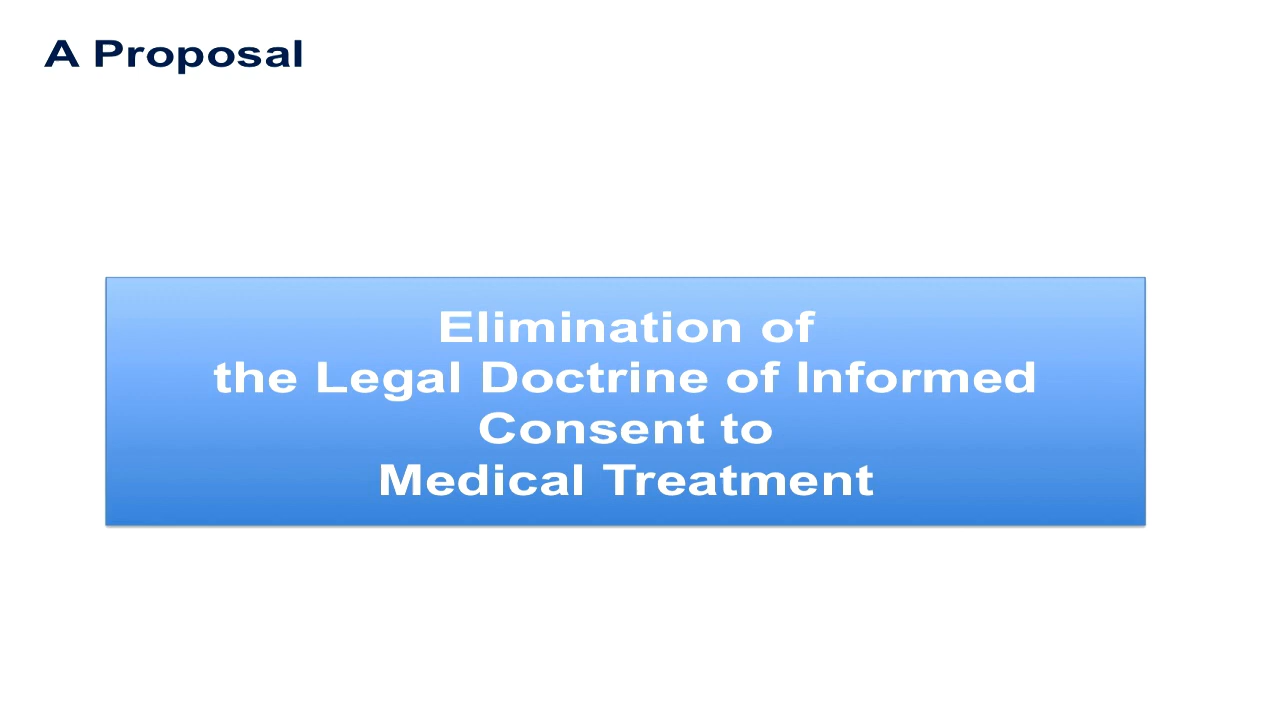 A Proposal
Elimination of
the Legal Doctrine of Informed
Consent to
Medical Treatment